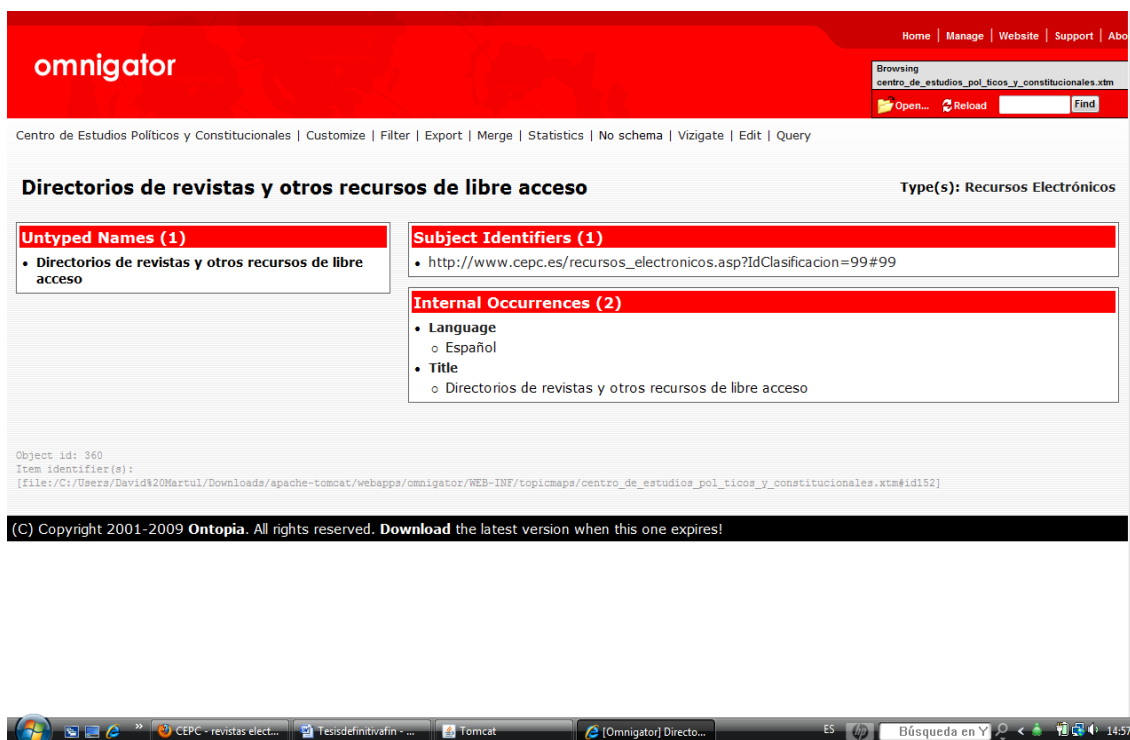 Home | Manage | Website | Support | Abo
omnigator
Browsing
centro_de_estudios_pol_ticos_y_constitucionales.xtm
Open... Reload Find
Centro de Estudios Políticos y Constitucionales | Customize | Filter | Export | Merge | Statistics | No schema | Vizigate | Edit | Query
Directorios de revistas y otros recursos de libre acceso
Type(s): Recursos Electrónicos
Untyped Names (1)
• Directorios de revistas y otros recursos de libre
acceso
Subject Identifiers (1)
• http://www.cepc.es/recursos_electronicos.asp?IdClasificacion=99#99
Internal Occurrences (2)
• Language
o Español
• Title
o Directorios de revistas y otros recursos de libre acceso
Object id: 360
Item identifier(s):
[file:/C:/Users/David%20Martul/Downloads/apache-tomcat/webapps/omnigator/WEB-INF/topicmaps/centro_de_estudios_pol_ticos_y_constitucionales.xtm#id152]
(C) Copyright 2001-2009 Ontopia. All rights reserved. Download the latest version when this one expires!
» CEPC - revistas elect... Tesisdefinitivafin - ... Tomcat [Omnigator] Directo... ES hp Búsqueda en Y < 14:57